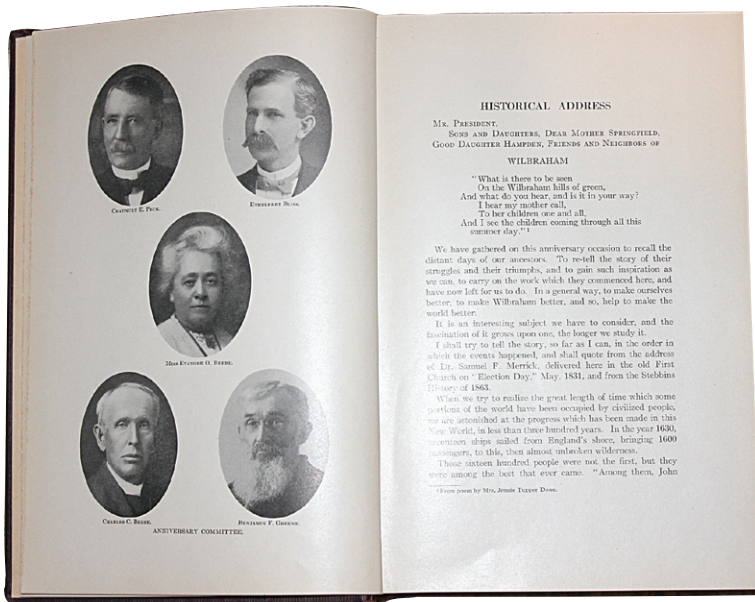 Chauncey E. Peck.
Ethelbert Bliss.
Miss Evanore O. Beebe.
Charles C. Beebe.
Benjamin F. Greene
ANNIVERSARY COMMITTEE.
HISTORICAL ADDRESS
Mr. President,
Sons and Daughters, Dear Mother Springfield,
Good Daughter Hampden, Friends and Neighbors of
WILBRAHAM
"What is there to be seen
On the Wilbraham hills of green,
And what do you hear, and is it in your way?
I hear my mother call,
To her children one and all,
And I see the children coming through all this
summer day."¹
We have gathered on this anniversary occasion to recall the
distant days of our ancestors. To re-tell the story of their
struggles and their triumphs, and to gain such inspiration as
we can, to carry on the work which they commenced here, and
have now left for us to do. In a general way, to make ourselves
better, to make Wilbraham better, and so, help to make the
world better.
It is an interesting subject we have to consider, and the
fascination of it grows upon one, the longer we study it.
I shall try to tell the story, so far as I can, in the order in
which the events happened, and shall quote from the address
of Dr. Samuel F. Merrick, delivered here in the old First
Church on "Election Day," May, 1831, and from the Stebbins
History of 1863.
When we try to realize the great length of time which some
portions of the world have been occupied by civilized people,
we are astonished at the progress which has been made in this
New World, in less than three hundred years. In the year 1630,
seventeen ships sailed from England's shore, bringing 1600
passengers, to this, then almost unbroken wilderness.
Those sixteen hundred people were not the first, but they
were among the best that ever came. "Among them, John
¹ From poem by Mrs. Jennie Tupper Dowe.